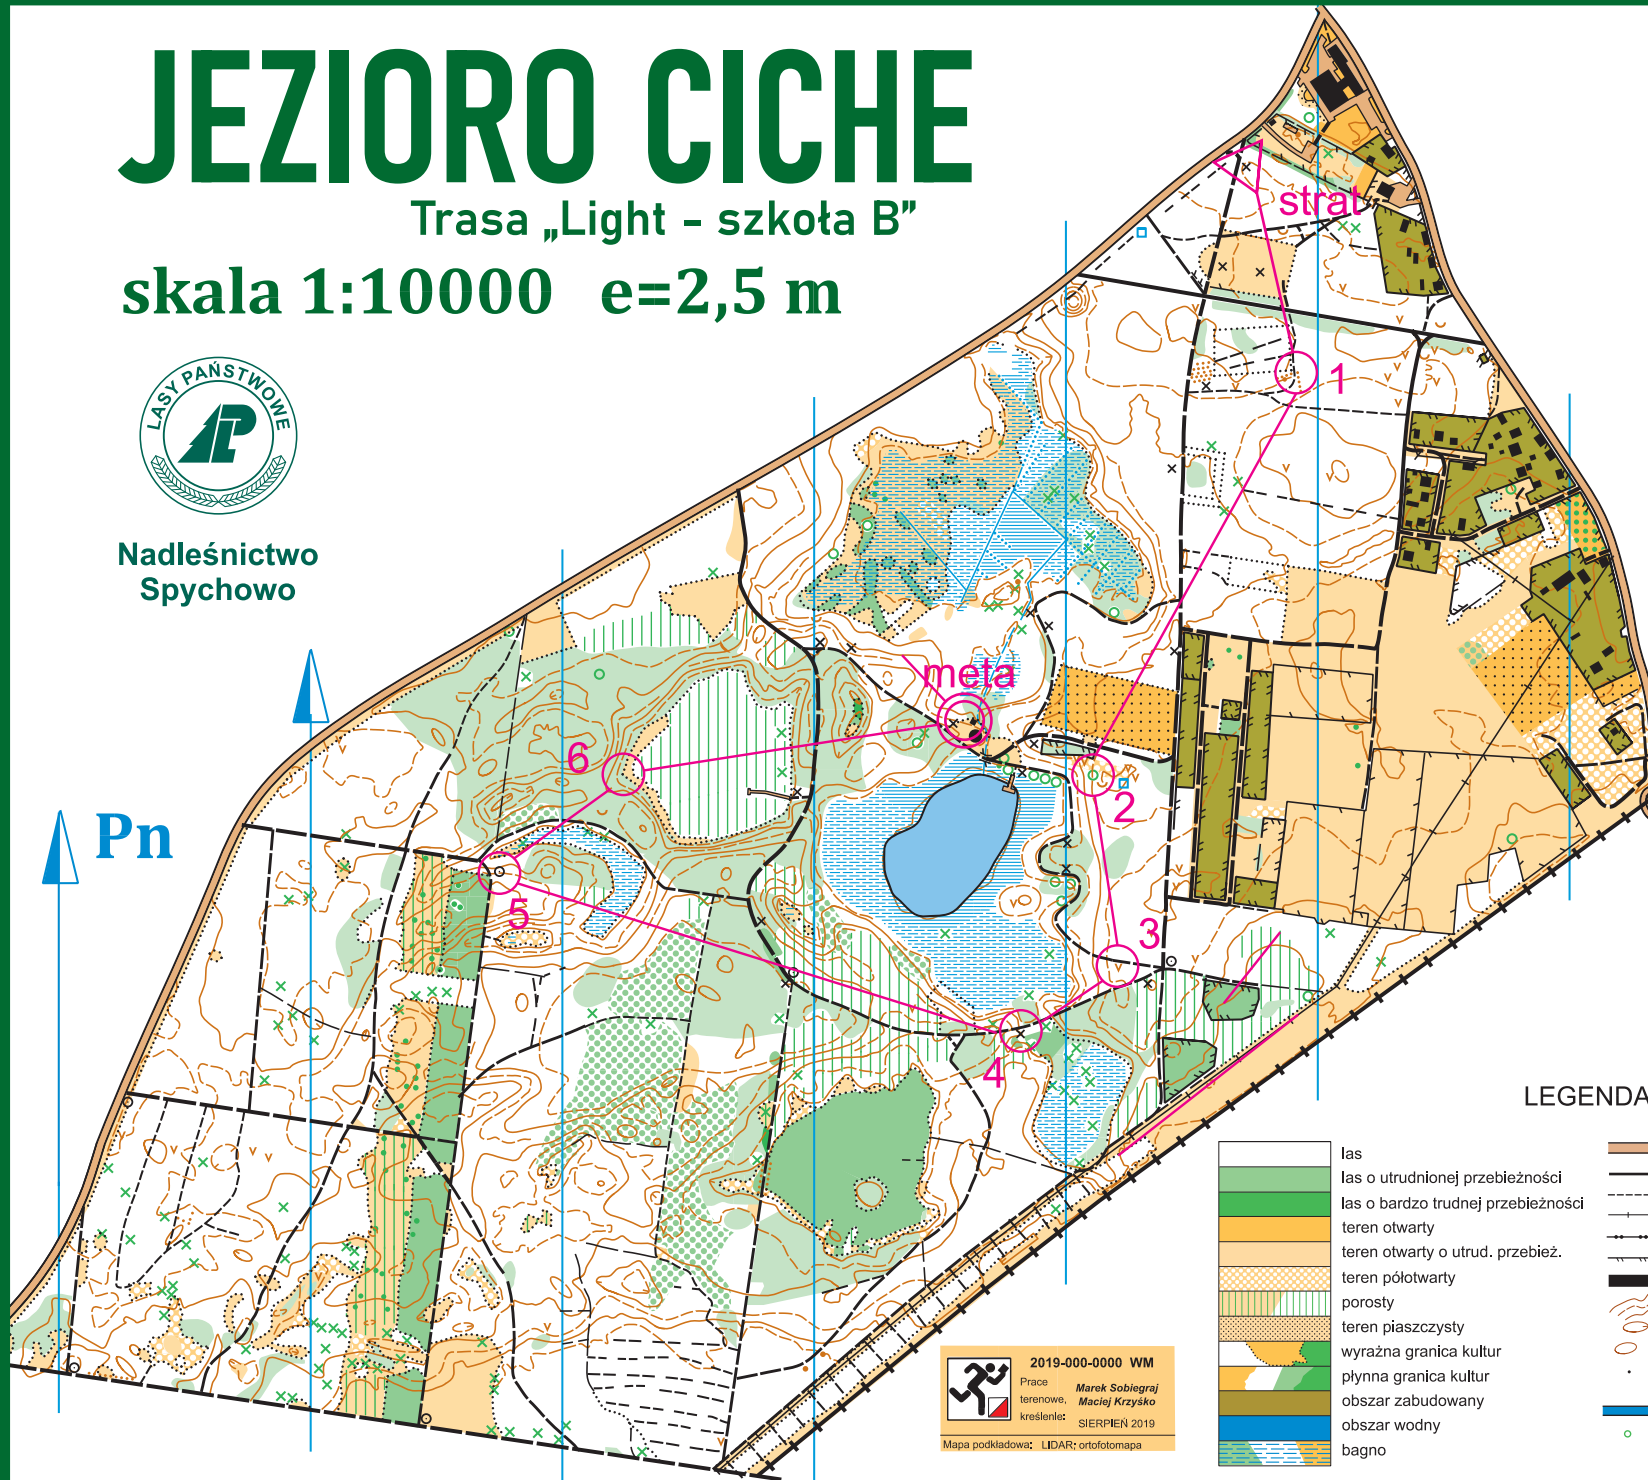 JEZIORO CICHE
Trasa „Light - szkoła B”
skala 1:10000 e=2,5 m
LASY PAŃSTWOWE
Nadleśnictwo
Spychowo
Pn
strat
1
meta
6
2
5
3
4
LEGENDA
las
las o utrudnionej przebieżności
las o bardzo trudnej przebieżności
teren otwarty
teren otwarty o utrud. przebież.
teren półotwarty
porosty
teren piaszczysty
wyraźna granica kultur
płynna granica kultur
obszar zabudowany
obszar wodny
bagno
2019-000-0000 WM
Prace
terenowe,
kreślenie:
Marek Sobiegraj
Maciej Krzyśko
SIERPIEŃ 2019
Mapa podkładowa: LIDAR, ortofotomapa